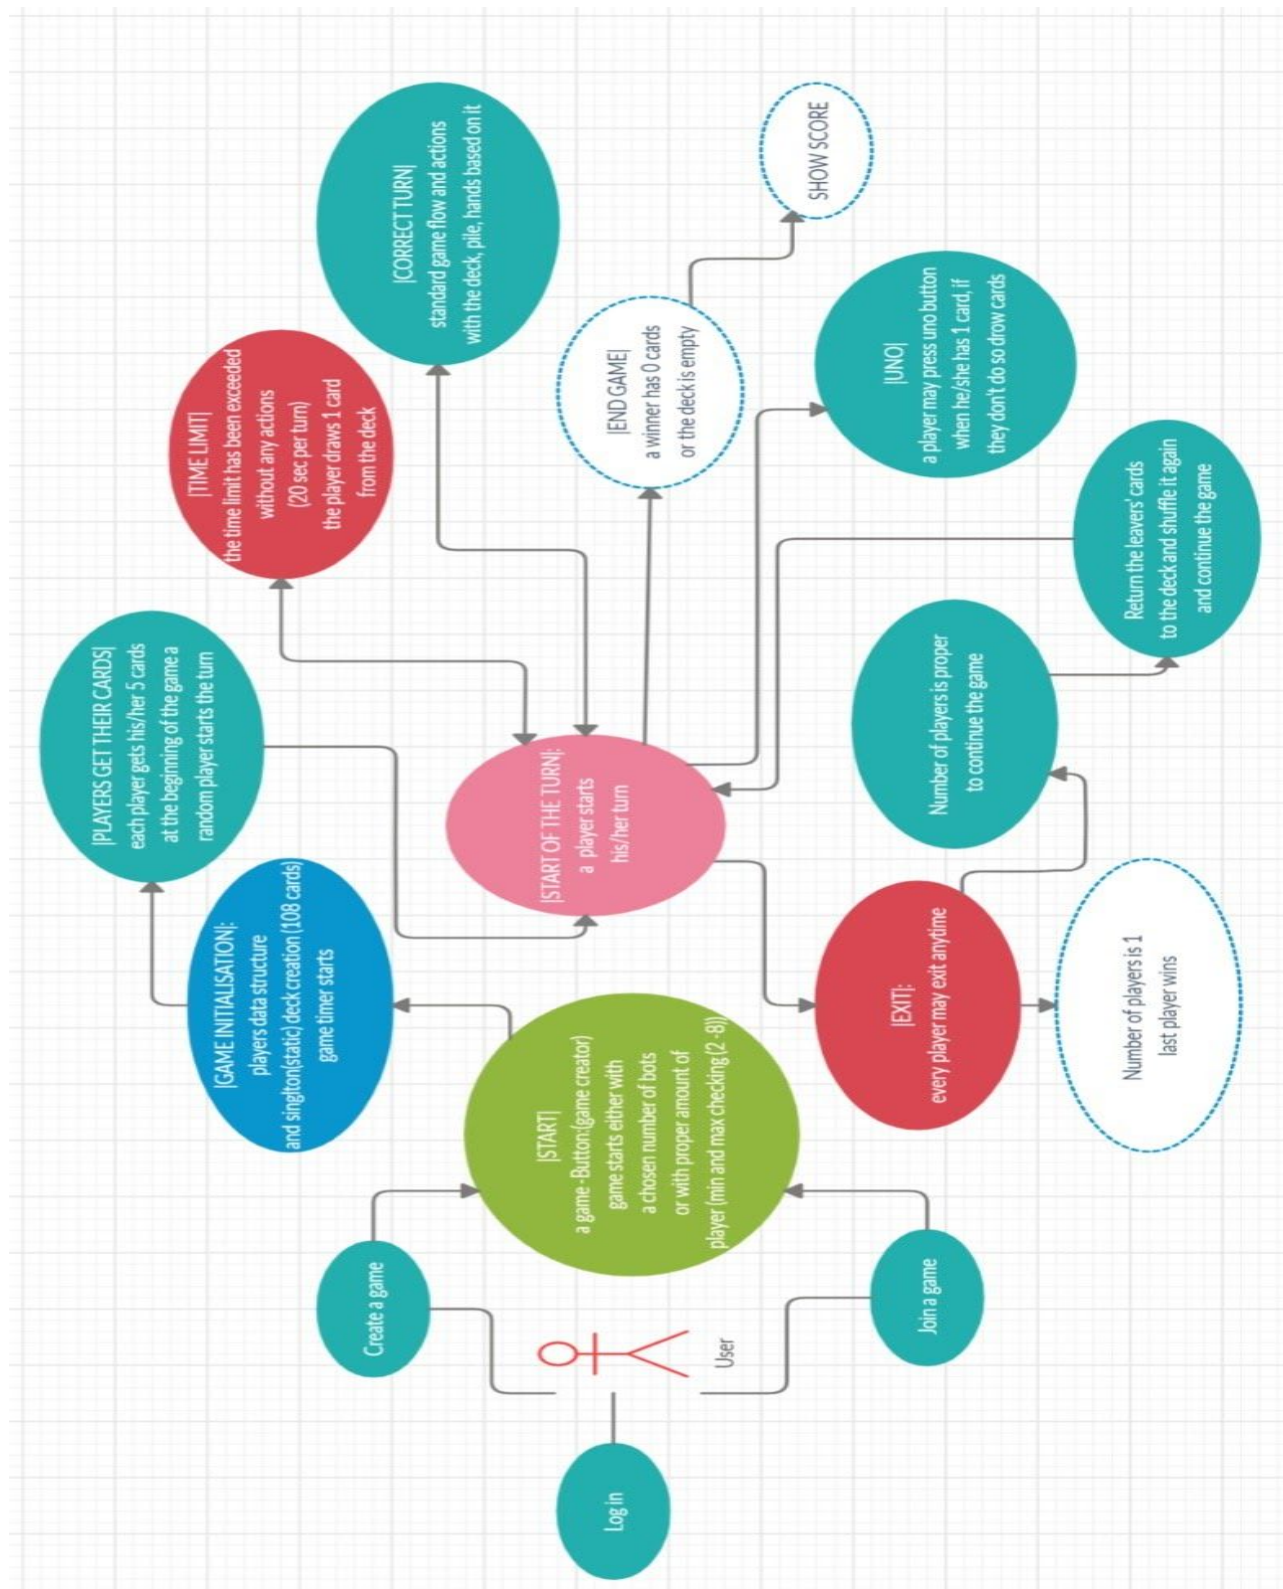 Log in
User
Create a game
Join a game
|START|
a game -Button:(game creator)
game starts either with
a chosen number of bots
or with proper amount of
player (min and max checking (2 -8))
|GAME INITIALISATION|:
players data structure
and singlton(static) deck creation (108 cards)
game timer starts
|PLAYERS GET THEIR CARDS|
each player gets his/her 5 cards
at the beginning of the game a
random player starts the turn
|START OF THE TURN|:
a player starts
his/her turn
|EXIT|:
every player may exit anytime
Number of players is 1
last player wins
Number of players is proper
to continue the game
Return the leavers' cards
to the deck and shuffle it again
and continue the game
|TIME LIMIT|
the time limit has been exceeded
without any actions
(20 sec per turn)
the player draws 1 card
from the deck
|CORRECT TURN|
standard game flow and actions
with the deck, pile, hands based on it
|END GAME|
a winner has 0 cards
or the deck is empty
|UNO|
a player may press uno button
when he/she has 1 card, if
they don't do so drow cards
SHOW SCORE